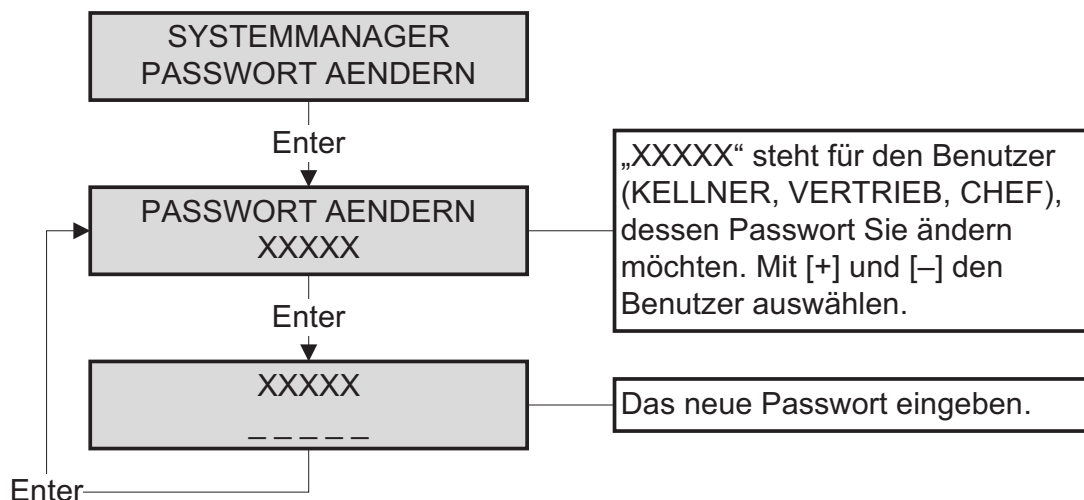 SYSTEMMANAGER
PASSWORT AENDERN
Enter
PASSWORT AENDERN
XXXXX
„XXXXX“ steht für den Benutzer
(KELLNER, VERTRIEB, CHEF),
dessen Passwort Sie ändern
möchten. Mit [+] und [–] den
Benutzer auswählen.
Enter
XXXXX
_ _ _ _ _
Das neue Passwort eingeben.
Enter